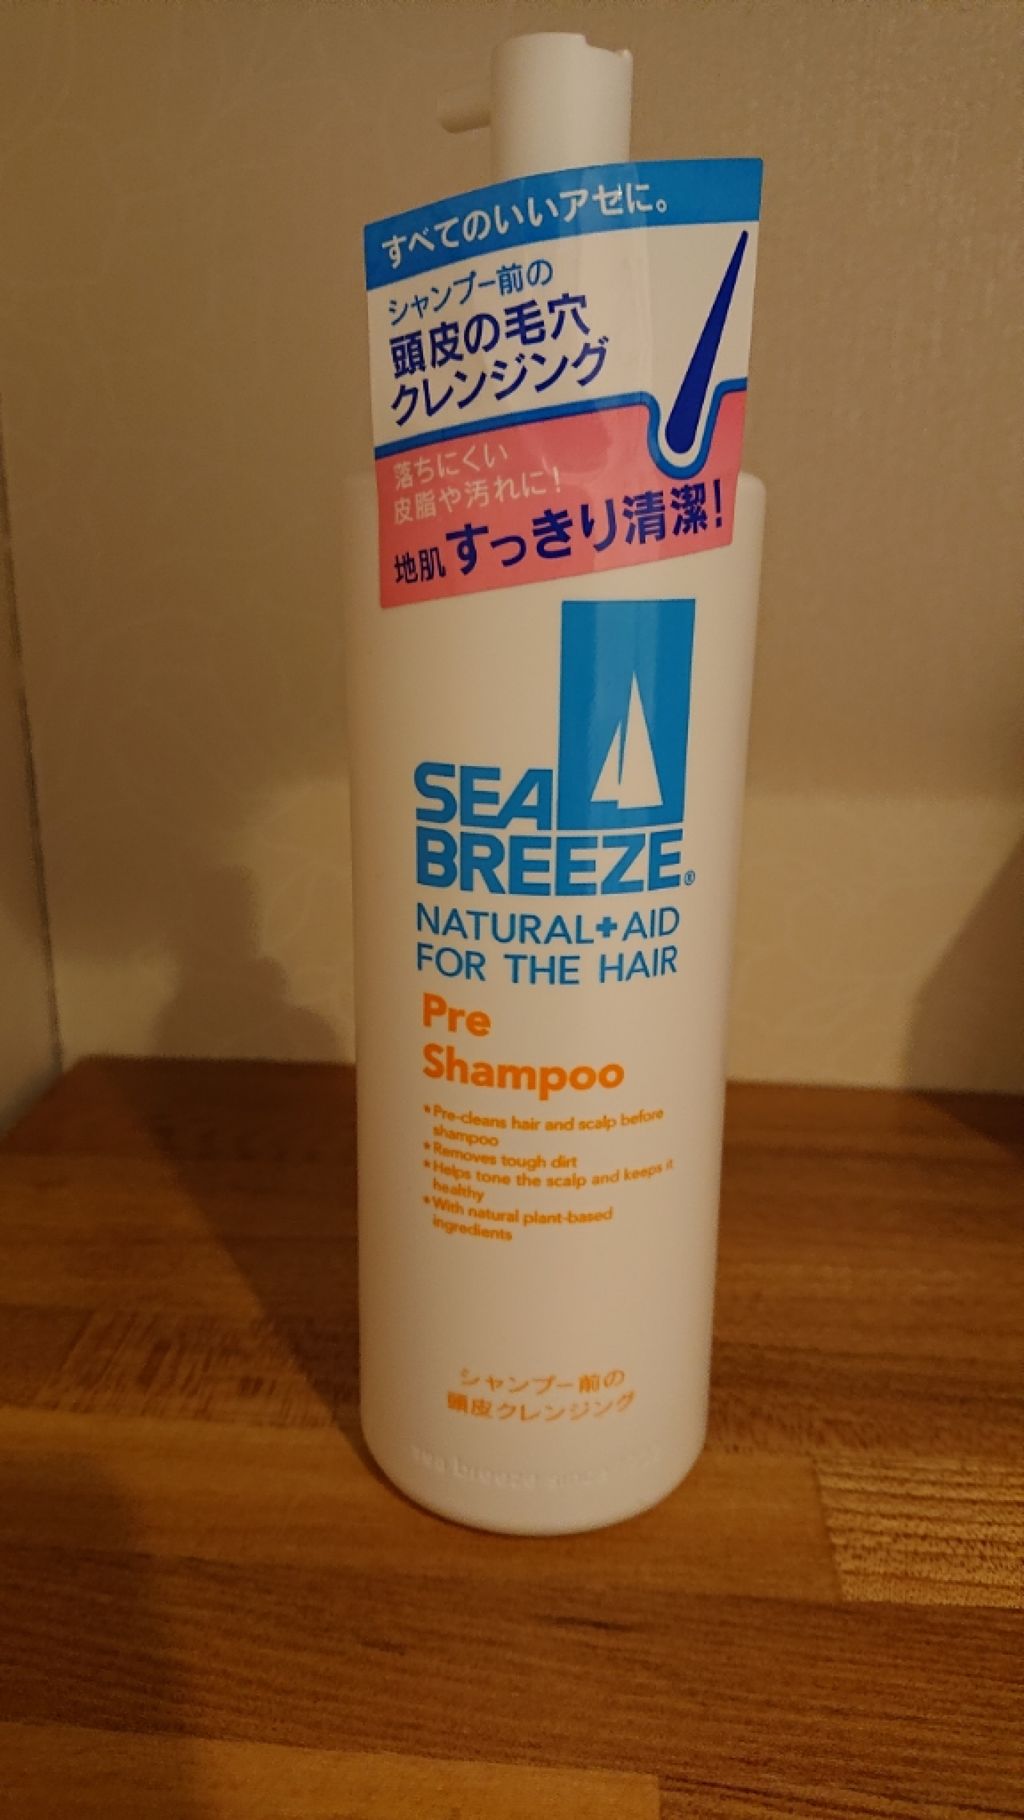 すべてのいいアセに。
シャンプー前の
頭皮の毛穴
クレンジング
落ちにくい
皮脂や汚れに!
地肌すっきり清潔!
SEA
BREEZE®
NATURAL+AID
FOR THE HAIR
Pre
Shampoo
★Pre-cleans hair and scalp before
shampoo
★Removes tough dirt
★Helps tone the scalp and keeps it
healthy
★With natural plant-based
ingredients
シャンプー前の
頭皮クレンジング
sea breeze since